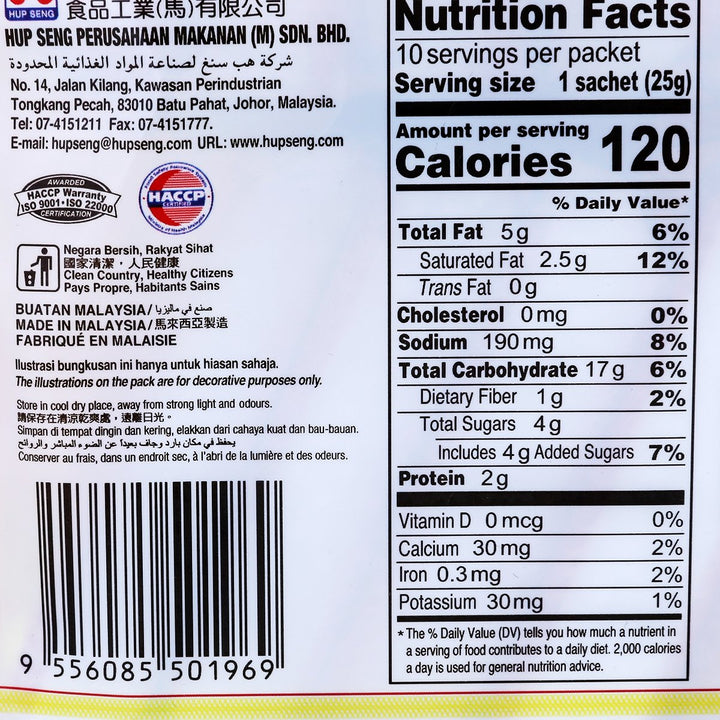 HUP SENG
食品工業(馬)有限公司
HUP SENG PERUSAHAAN MAKANAN (M) SDN. BHD.
شركة هب سنغ لصناعة المواد الغذائية المحدودة
No. 14, Jalan Kilang, Kawasan Perindustrian
Tongkang Pecah, 83010 Batu Pahat, Johor, Malaysia.
Tel: 07-4151211 Fax: 07-4151777.
E-mail: hupseng@hupseng.com URL: www.hupseng.com
AWARDED
HACCP Warranty
ISO 9001 • ISO 22000
CERTIFICATION
HACCP
CERTIFIED
Negara Bersih, Rakyat Sihat
國家清潔，人民健康
Clean Country, Healthy Citizens
Pays Propre, Habitants Sains
BUATAN MALAYSIA/صنع في ماليزيا
MADE IN MALAYSIA/馬來西亞製造
FABRIQUÉ EN MALAISIE
Ilustrasi bungkusan ini hanya untuk hiasan sahaja.
The illustrations on the pack are for decorative purposes only.
Store in cool dry place, away from strong light and odours.
請保存在清涼乾爽處，遠離日光。
Simpan di tempat dingin dan kering, elakkan dari cahaya kuat dan bau-bauan.
يحفظ في مكان بارد وجاف بعيداً عن الضوء المباشر والروائح
Conserver au frais, dans un endroit sec, à l'abri de la lumière et des odeurs.
9 556085 501969
Nutrition Facts
10 servings per packet
Serving size 1 sachet (25g)
Amount per serving
Calories 120
% Daily Value*
Total Fat 5g 6%
Saturated Fat 2.5g 12%
Trans Fat 0g
Cholesterol 0mg 0%
Sodium 190mg 8%
Total Carbohydrate 17g 6%
Dietary Fiber 1g 2%
Total Sugars 4g
Includes 4g Added Sugars 7%
Protein 2g
Vitamin D 0mcg 0%
Calcium 30mg 2%
Iron 0.3mg 2%
Potassium 30mg 1%
* The % Daily Value (DV) tells you how much a nutrient in
a serving of food contributes to a daily diet. 2,000 calories
a day is used for general nutrition advice.